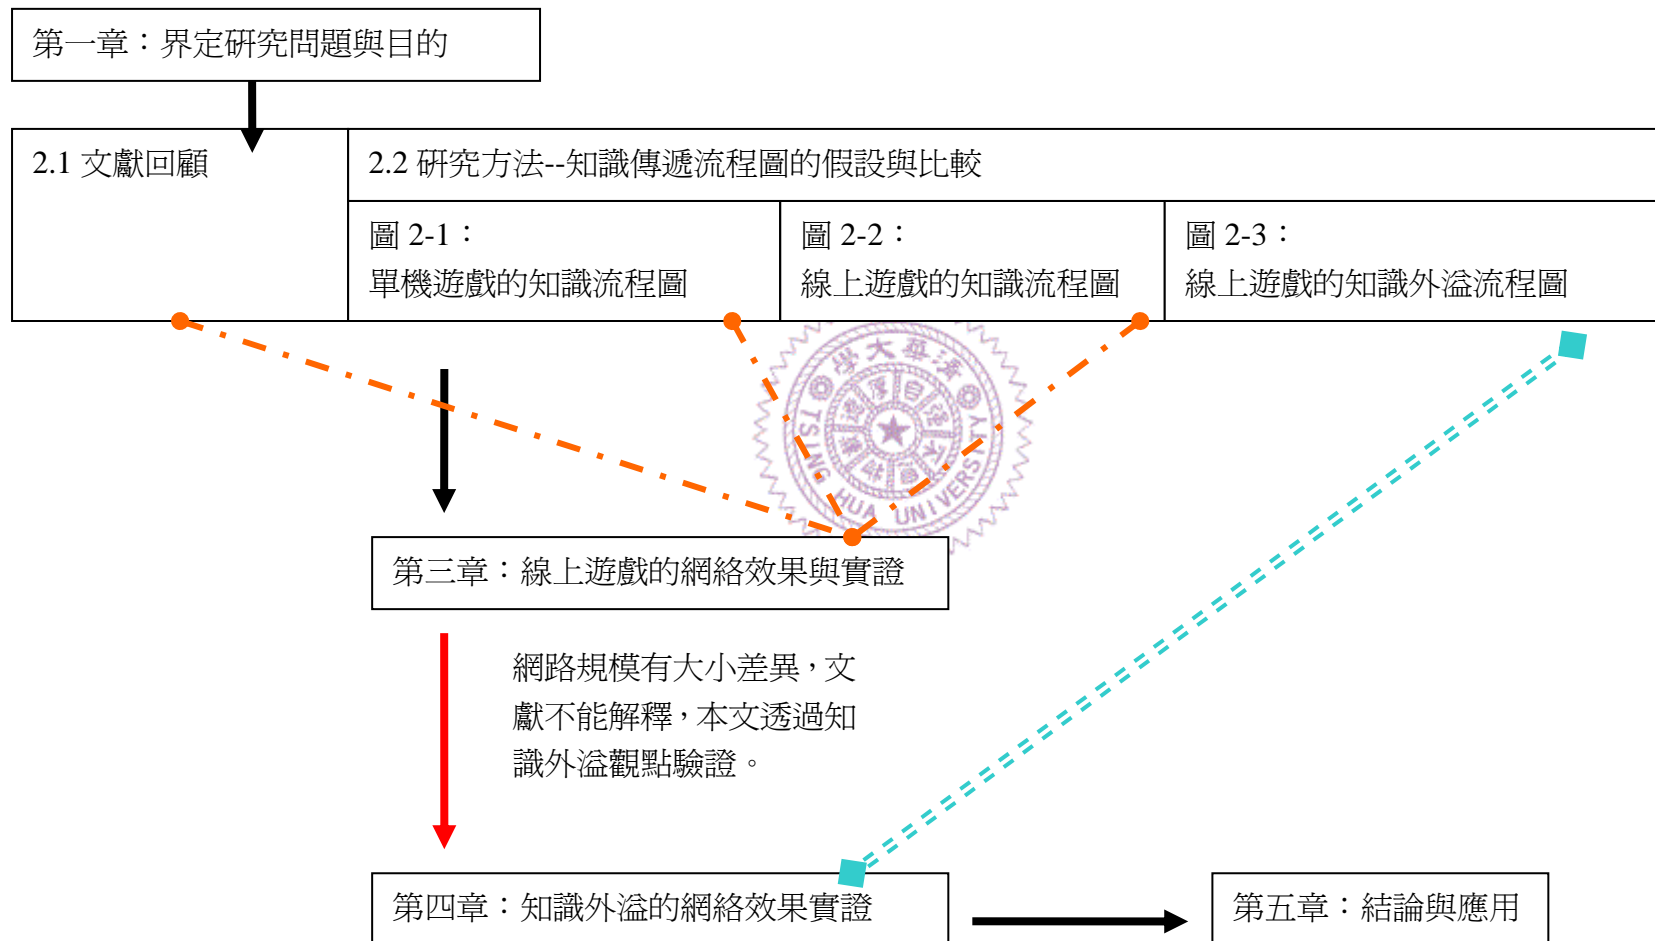 第一章：界定研究問題與目的
2.1 文獻回顧
2.2 研究方法--知識傳遞流程圖的假設與比較
圖 2-1：
單機遊戲的知識流程圖
圖 2-2：
線上遊戲的知識流程圖
圖 2-3：
線上遊戲的知識外溢流程圖
TSING HUA UNIVERSITY
第三章：線上遊戲的網絡效果與實證
網路規模有大小差異，文
獻不能解釋，本文透過知
識外溢觀點驗證。
第四章：知識外溢的網絡效果實證
第五章：結論與應用